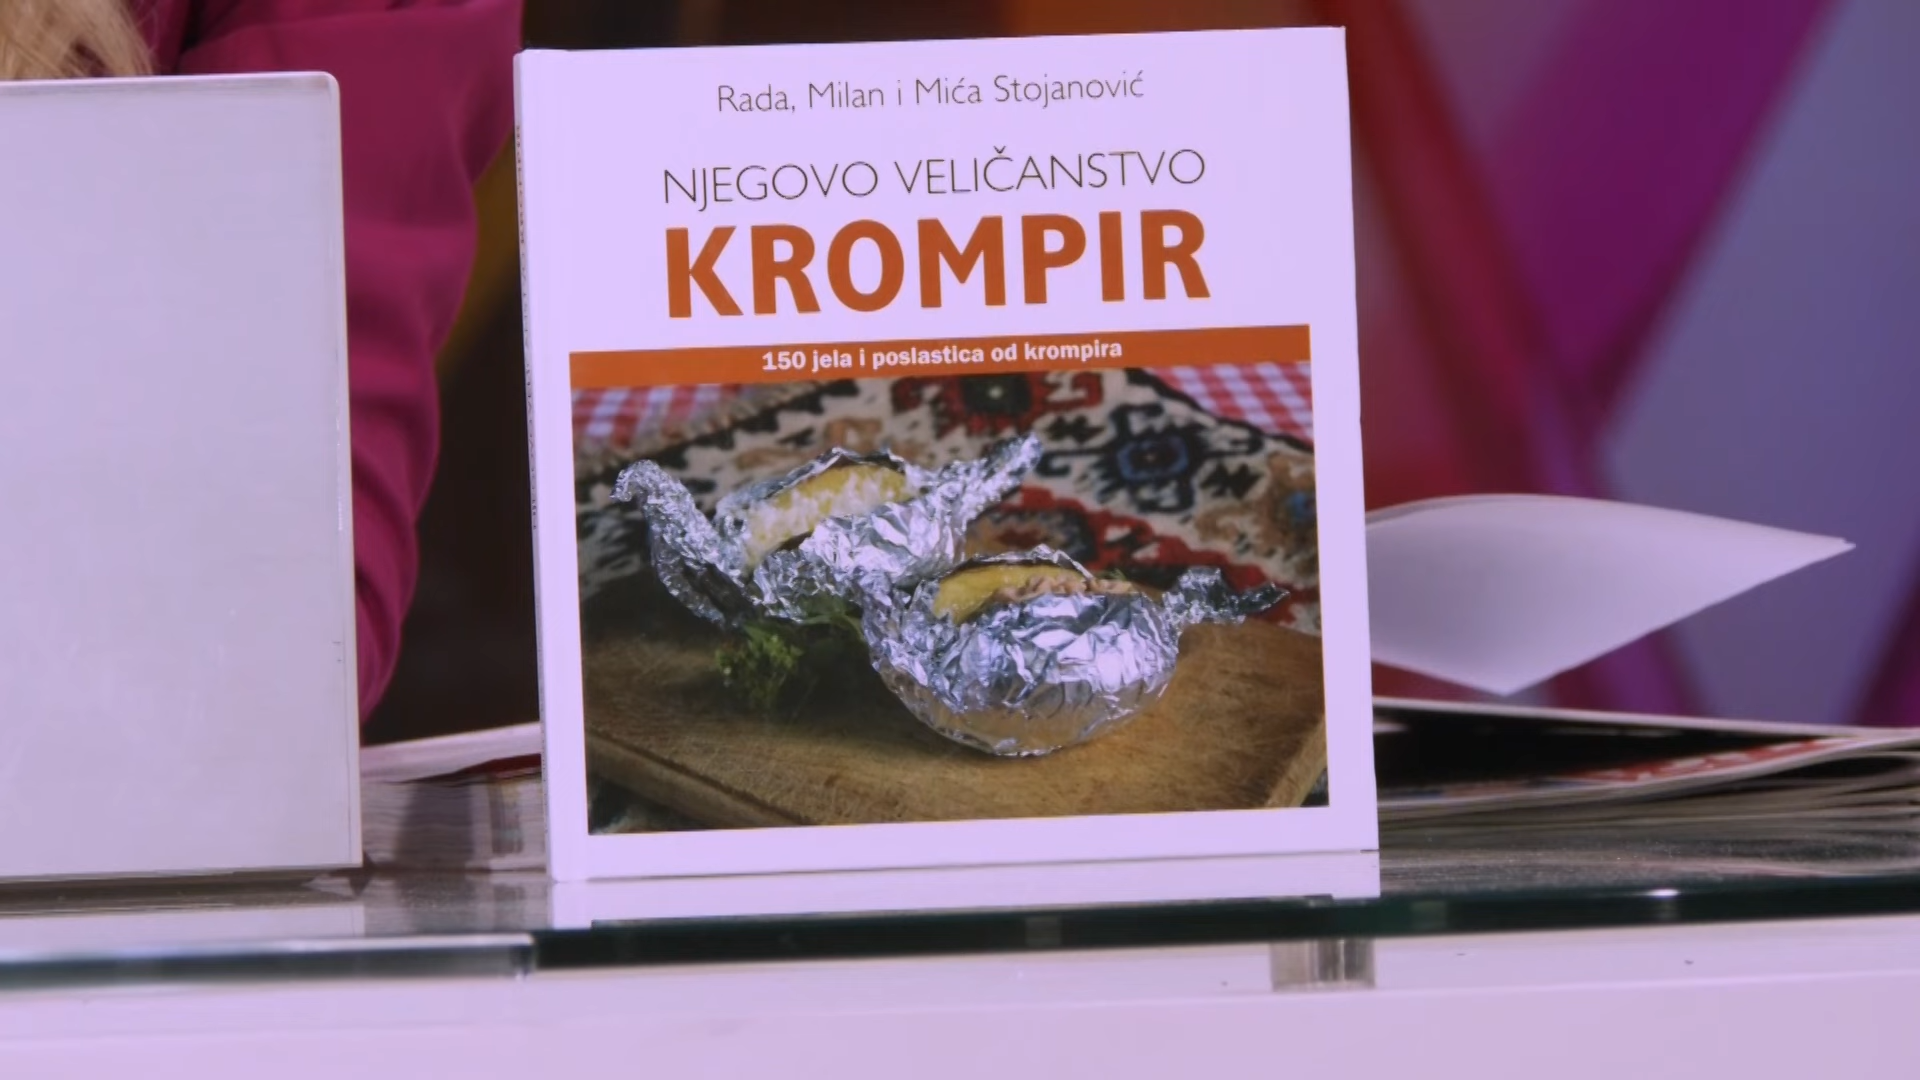 Rada, Milan i Mića Stojanović
NJEGOVO VELIČANSTVO
KROMPIR
150 jela i poslastica od krompira